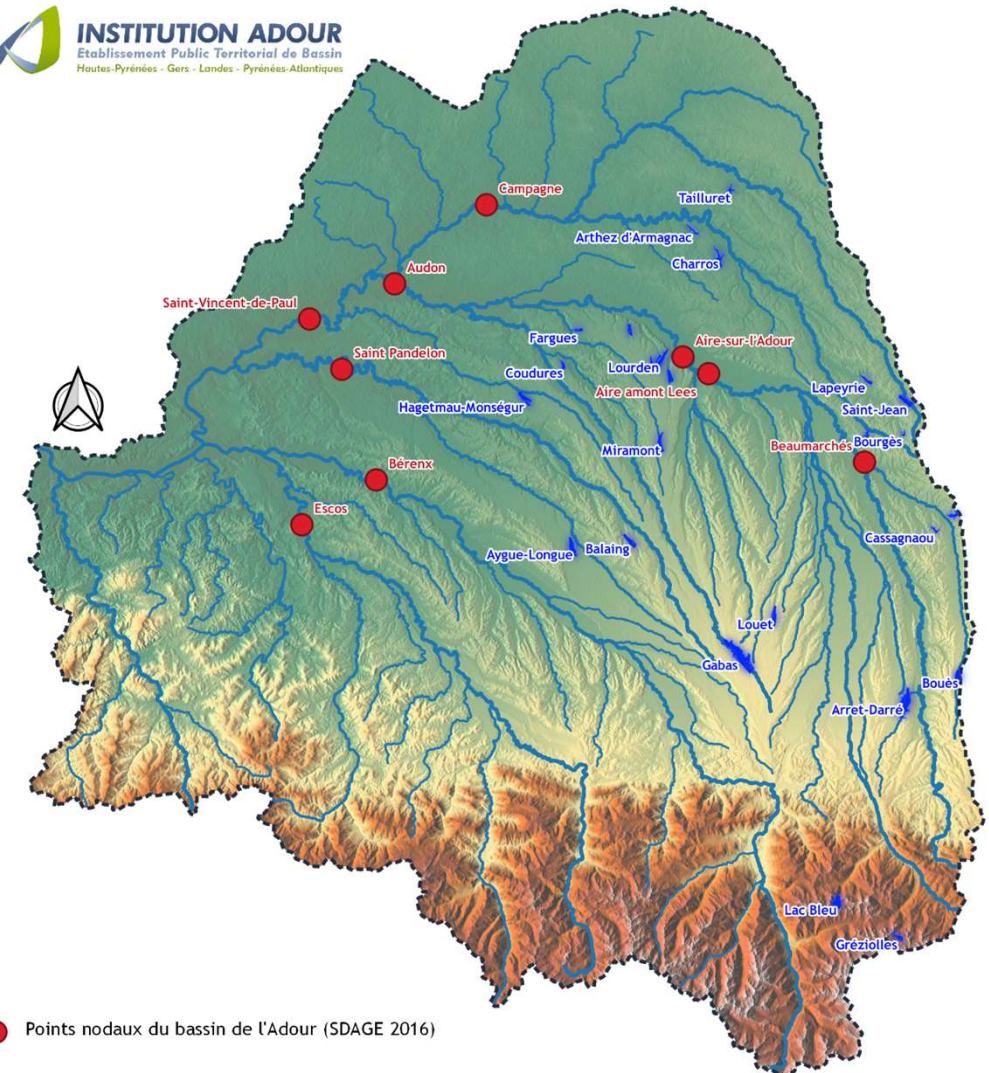 INSTITUTION ADOUR
Etablissement Public Territorial de Bassin
Hautes-Pyrénées - Gers - Landes - Pyrénées-Atlantiques
Campagne
Tailluret
Arthez d'Armagnac
Charros
Audon
Saint-Vincent-de-Paul
Fargues
Aire-sur-l'Adour
Saint Pandelon
Lourden
Coudures
Aire amont Lees
Lapeyrie
Hagetmau-Monségur
Saint-Jean
Miramont
Beaumarchés
Bourgès
Bérenx
Escos
Cassagnaou
Aygue-Longue
Balaing
Louet
Gabas
Bouès
Arret-Darré
Lac Bleu
Gréziolles
Points nodaux du bassin de l'Adour (SDAGE 2016)